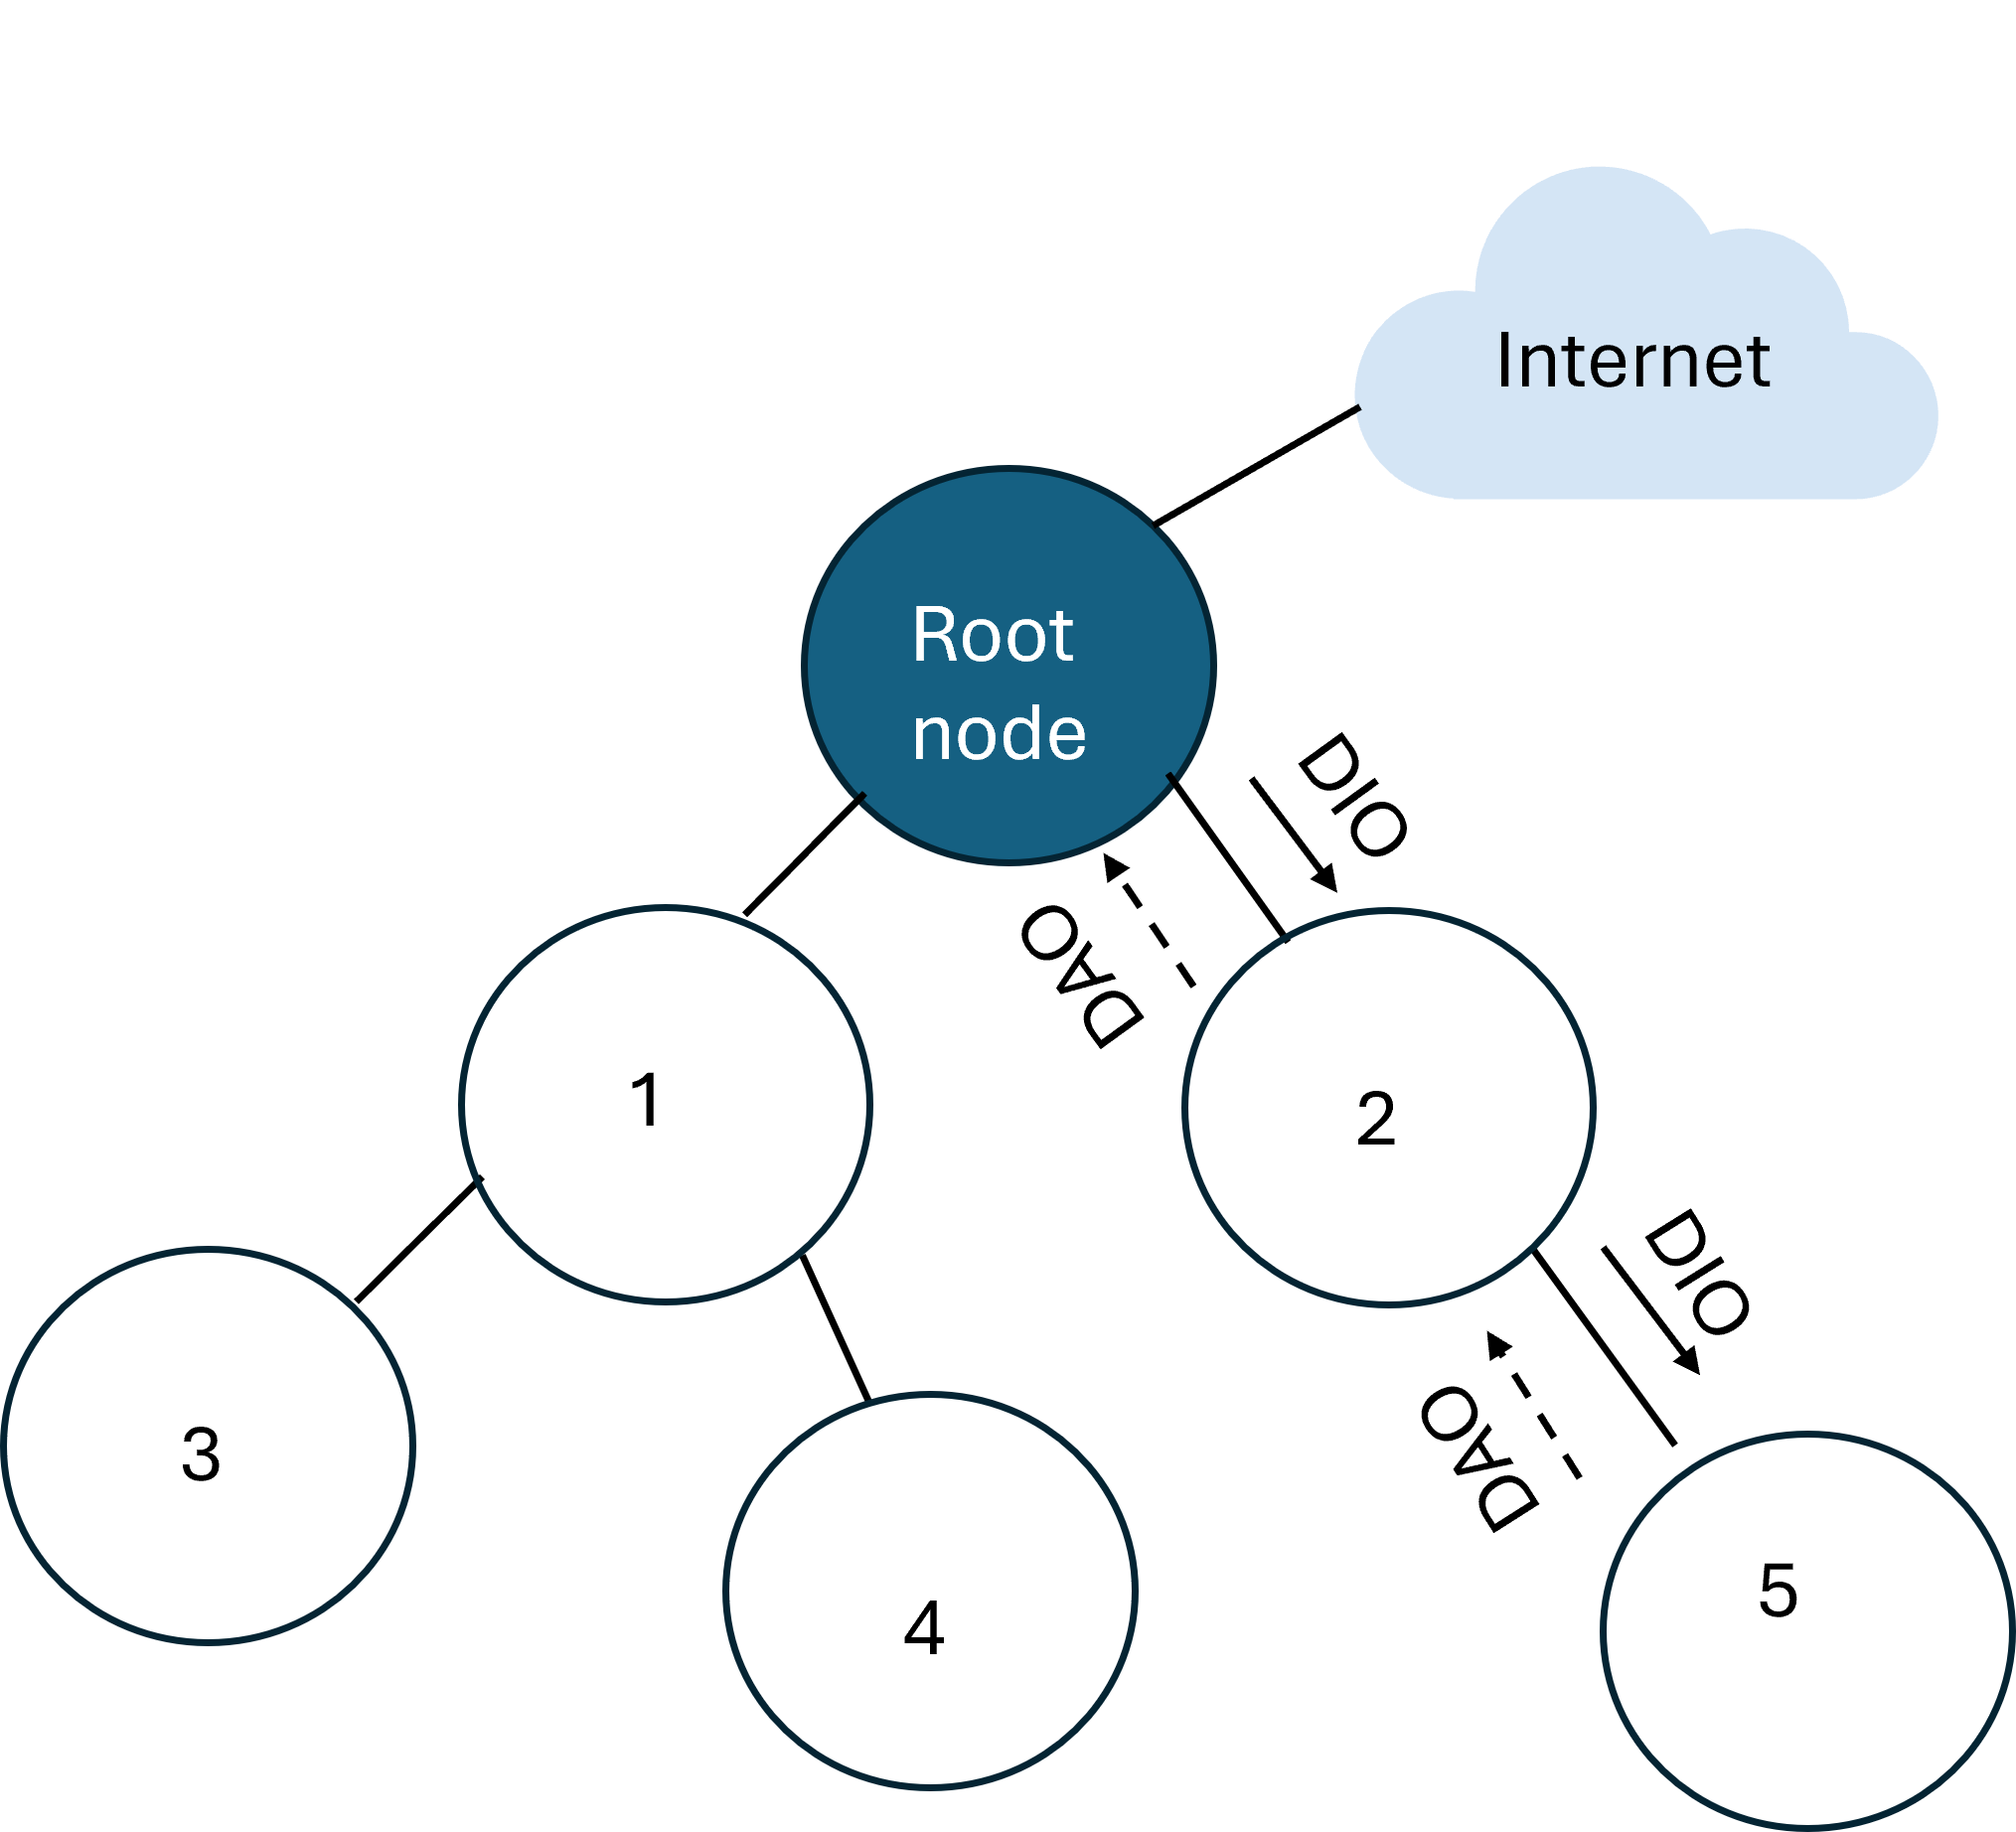 Internet
Root
node
DIO
DAO
1
2
DIO
DAO
3
4
5